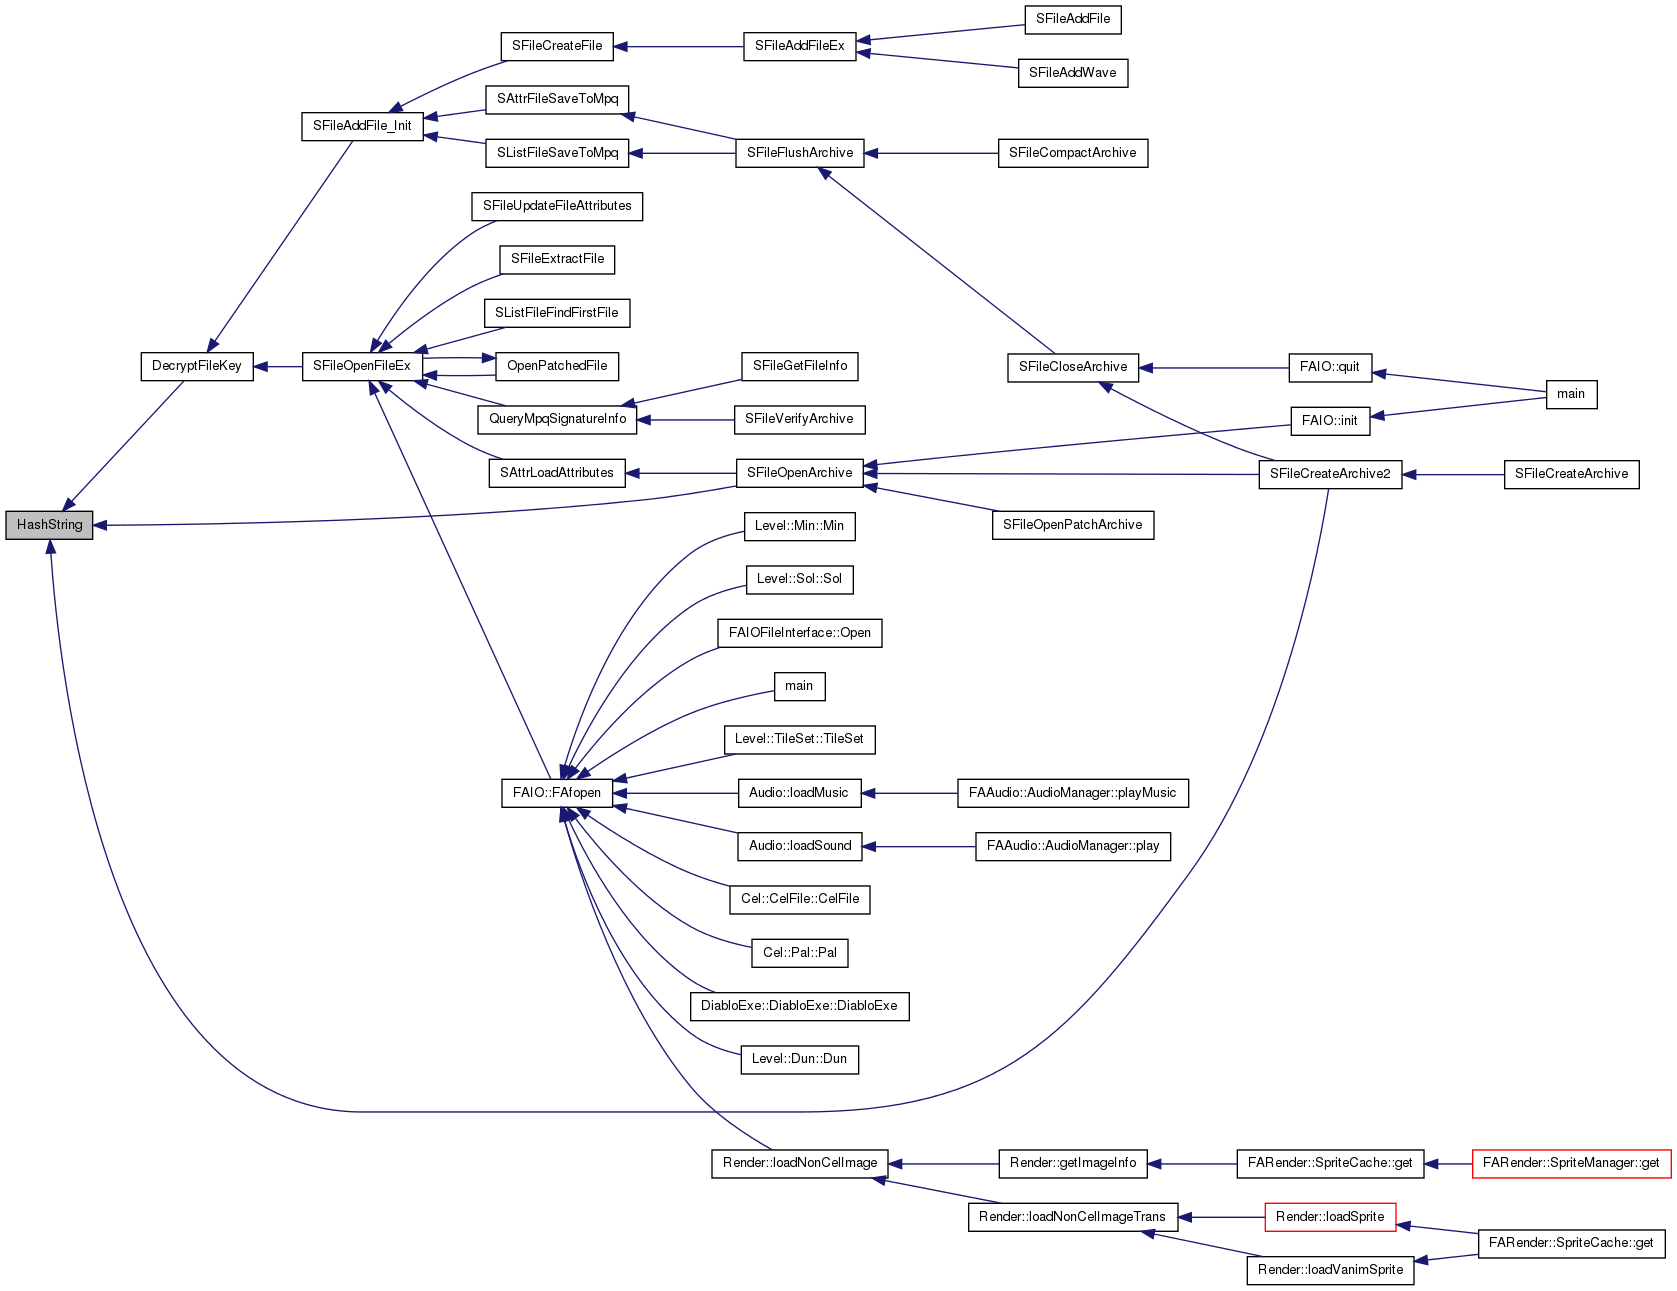 SFileAddFile
SFileCreateFile
SFileAddFileEx
SFileAddWave
SAttrFileSaveToMpq
SFileAddFile_Init
SListFileSaveToMpq
SFileFlushArchive
SFileCompactArchive
SFileUpdateFileAttributes
SFileExtractFile
SListFileFindFirstFile
DecryptFileKey
SFileOpenFileEx
OpenPatchedFile
SFileGetFileInfo
SFileCloseArchive
FAIO::quit
main
QueryMpqSignatureInfo
SFileVerifyArchive
FAIO::init
SAttrLoadAttributes
SFileOpenArchive
SFileCreateArchive2
SFileCreateArchive
HashString
SFileOpenPatchArchive
Level::Min::Min
Level::Sol::Sol
FAIOFileInterface::Open
main
Level::TileSet::TileSet
FAIO::FAfopen
Audio::loadMusic
FAAudio::AudioManager::playMusic
Audio::loadSound
FAAudio::AudioManager::play
Cel::CelFile::CelFile
Cel::Pal::Pal
DiabloExe::DiabloExe::DiabloExe
Level::Dun::Dun
Render::loadNonCelImage
Render::getImageInfo
FARender::SpriteCache::get
FARender::SpriteManager::get
Render::loadNonCelImageTrans
Render::loadSprite
FARender::SpriteCache::get
Render::loadVanimSprite